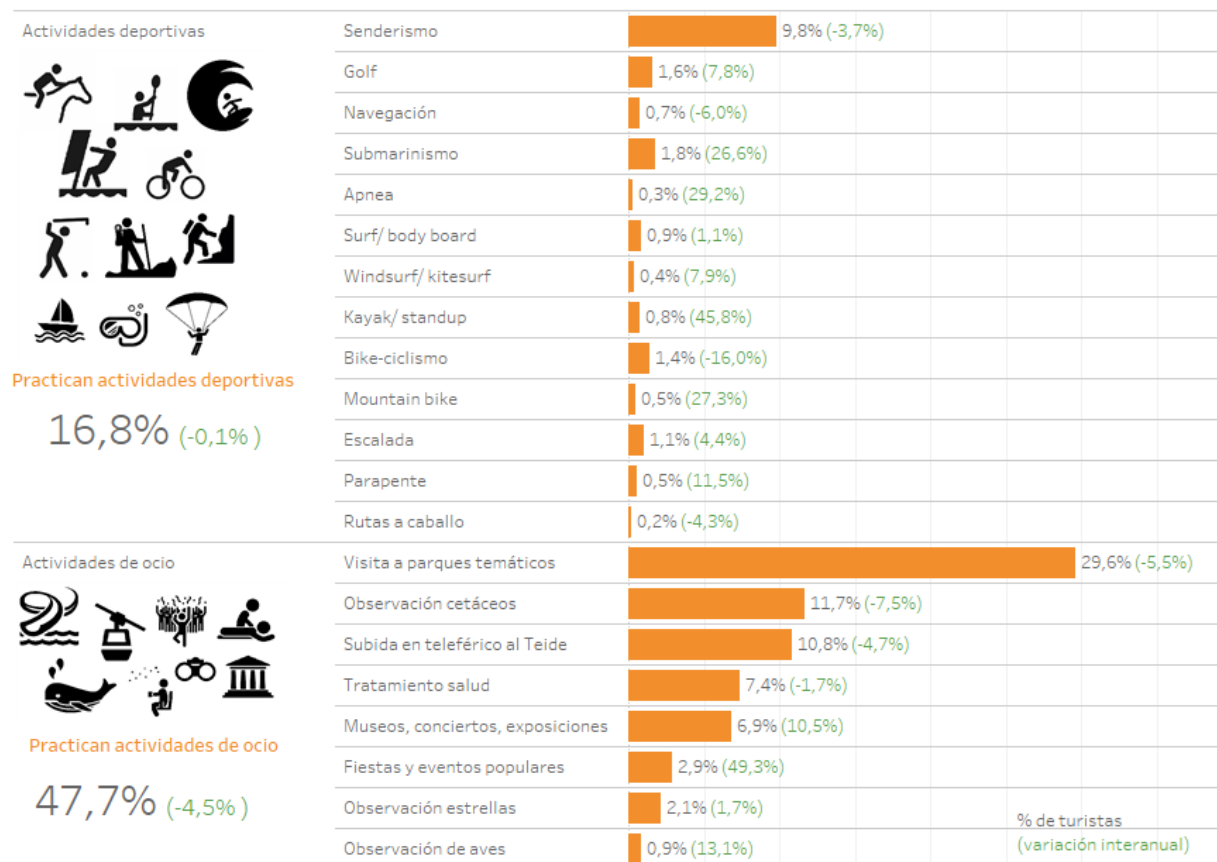 Actividades deportivas
Senderismo 9,8% (-3,7%)
Golf 1,6% (7,8%)
Navegación 0,7% (-6,0%)
Submarinismo 1,8% (26,6%)
Apnea 0,3% (29,2%)
Surf/ body board 0,9% (1,1%)
Windsurf/ kitesurf 0,4% (7,9%)
Kayak/ standup 0,8% (45,8%)
Bike-ciclismo 1,4% (-16,0%)
Practican actividades deportivas
16,8% (-0,1% )
Mountain bike 0,5% (27,3%)
Escalada 1,1% (4,4%)
Parapente 0,5% (11,5%)
Rutas a caballo 0,2% (-4,3%)
Actividades de ocio
Visita a parques temáticos 29,6% (-5,5%)
Observación cetáceos 11,7% (-7,5%)
Subida en teleférico al Teide 10,8% (-4,7%)
Tratamiento salud 7,4% (-1,7%)
Museos, conciertos, exposiciones 6,9% (10,5%)
Practican actividades de ocio
47,7% (-4,5% )
Fiestas y eventos populares 2,9% (49,3%)
Observación estrellas 2,1% (1,7%)
Observación de aves 0,9% (13,1%)
% de turistas
(variación interanual)